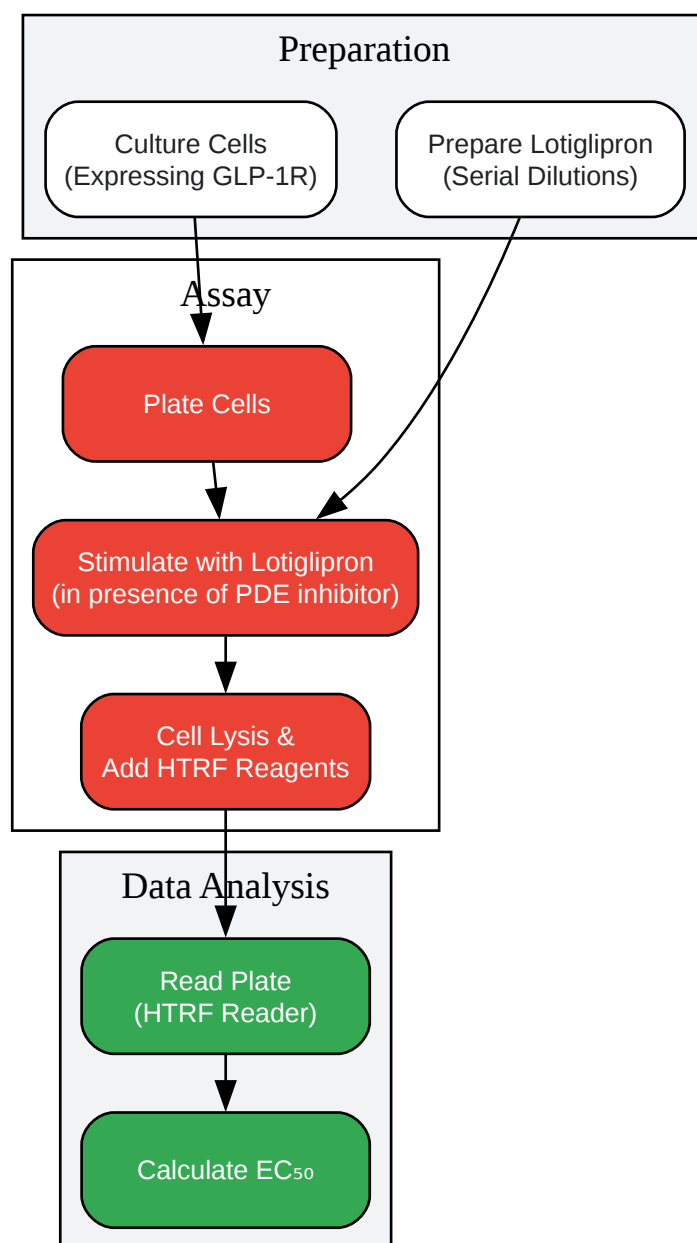 Preparation
Culture Cells
(Expressing GLP-1R)
Prepare Lotiglipron
(Serial Dilutions)
Assay
Plate Cells
Stimulate with Lotiglipron
(in presence of PDE inhibitor)
Cell Lysis &
Add HTRF Reagents
Data Analysis
Read Plate
(HTRF Reader)
Calculate EC₅₀